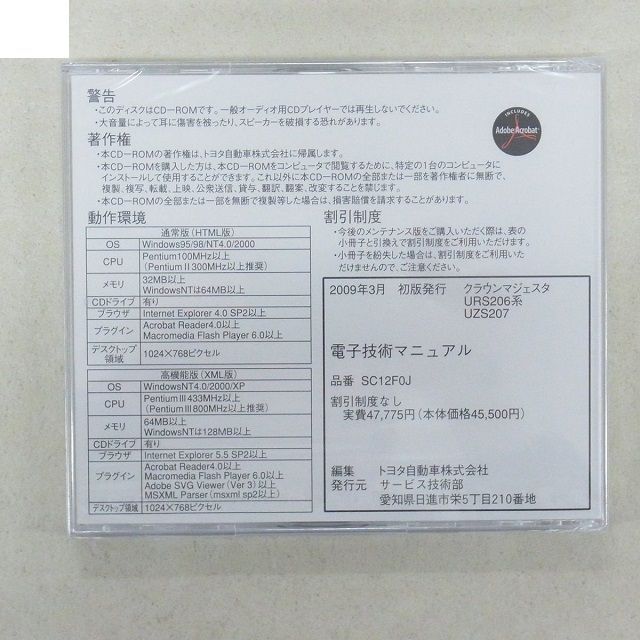 警告
・このディスクはCD-ROMです。一般オーディオ用CDプレイヤーでは再生しないでください。
・大音量によって耳に傷害を被ったり、スピーカーを破損する恐れがあります。
INCLUDES
Adobe Acrobat
著作権
・本CD-ROMの著作権は、トヨタ自動車株式会社に帰属します。
・本CD-ROMを購入した方は、本CD-ROMをコンピュータで閲覧するために、特定の1台のコンピュータに
インストールして使用することができます。これ以外に本CD-ROMの全部または一部を著作権者に無断で、
複製、複写、転載、上映、公衆送信、貸与、翻訳、翻案、改変することを禁じます。
・本CD-ROMの全部または一部を無断で複製等した場合は、損害賠償を請求することがあります。
動作環境
通常版(HTML版)
OS Windows95/98/NT4.0/2000
CPU Pentium100MHz以上
(PentiumⅡ300MHz以上推奨)
メモリ 32MB以上
WindowsNTは64MB以上
CDドライブ 有り
ブラウザ Internet Explorer 4.0 SP2以上
プラグイン Acrobat Reader4.0以上
Macromedia Flash Player 6.0以上
デスクトップ領域 1024×768ピクセル
高機能版(XML版)
OS WindowsNT4.0/2000/XP
CPU PentiumⅢ433MHz以上
(PentiumⅢ800MHz以上推奨)
メモリ 64MB以上
WindowsNTは128MB以上
CDドライブ 有り
ブラウザ Internet Explorer 5.5 SP2以上
プラグイン Acrobat Reader4.0以上
Macromedia Flash Player 6.0以上
Adobe SVG Viewer(Ver 3)以上
MSXML Parser(msxml sp2以上)
デスクトップ領域 1024×768ピクセル
割引制度
・今後のメンテナンス版をご購入いただく際は、表の
小冊子と引換えで割引制度をご利用いただけます。
・小冊子を紛失した場合は、割引制度をご利用いた
だけませんので、ご注意ください。
2009年3月 初版発行 クラウンマジェスタ
URS206系
UZS207
電子技術マニュアル
品番 SC12F0J
割引制度なし
実費47,775円(本体価格45,500円)
編集 トヨタ自動車株式会社
発行元 サービス技術部
愛知県日進市栄5丁目210番地